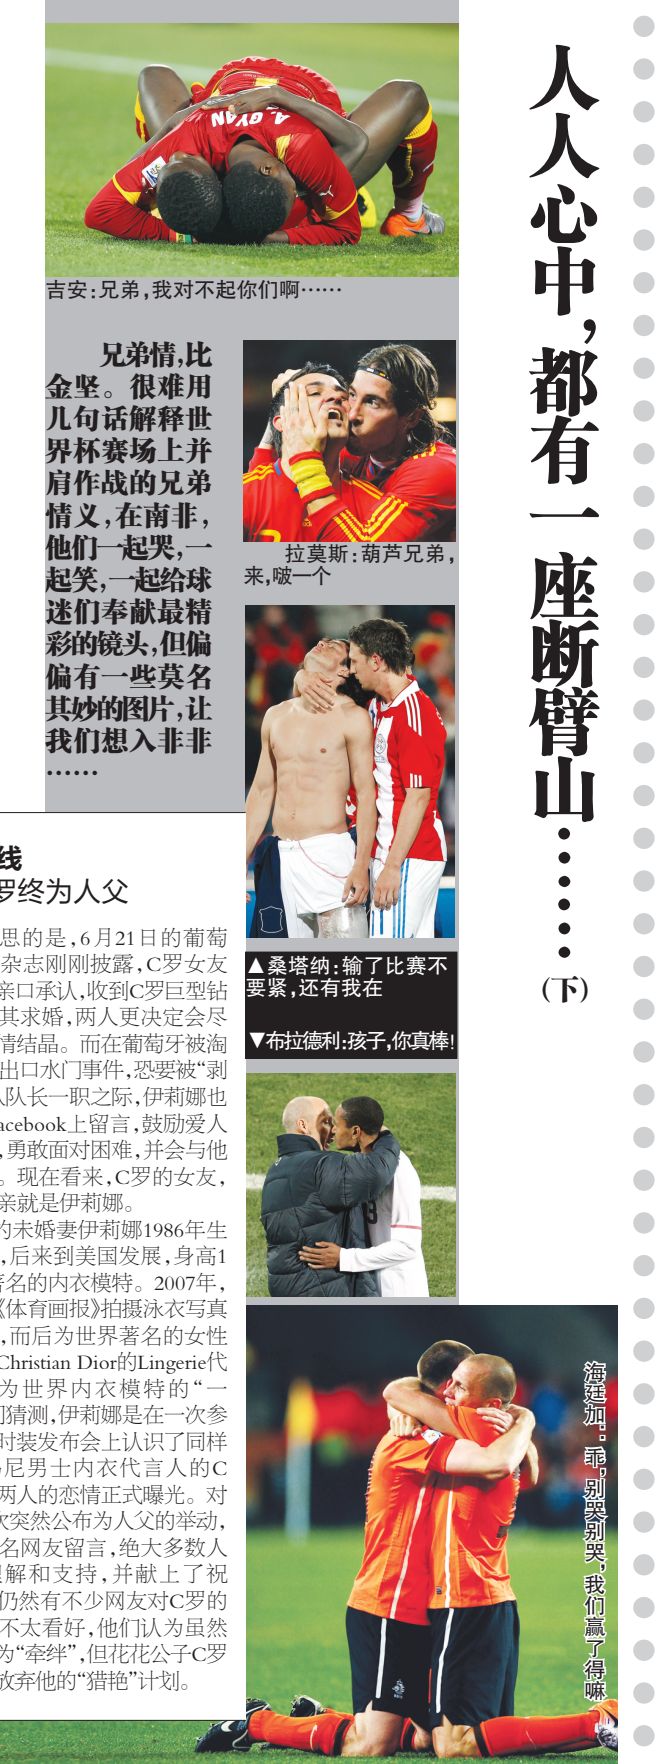 人人心中，都有一座断臂山……
(下)
A. GYAN
吉安:兄弟,我对不起你们啊……
兄弟情,比
金坚。很难用
几句话解释世
界杯赛场上并
肩作战的兄弟
情义,在南非,
他们一起哭,一
起笑,一起给球
迷们奉献最精
彩的镜头,但偏
偏有一些莫名
其妙的图片,让
我们想入非非
……
拉莫斯:葫芦兄弟,
来,啵一个
▲桑塔纳:输了比赛不
要紧,还有我在
▼布拉德利:孩子,你真棒!
海廷加：乖,别哭别哭,我们赢了得嘛
线
罗终为人父
思的是,6月21日的葡萄
杂志刚刚披露,C罗女友
亲口承认,收到C罗巨型钻
其求婚,两人更决定会尽
情结晶。而在葡萄牙被淘
出口水门事件,恐要被“剥
队队长一职之际,伊莉娜也
acebook上留言,鼓励爱人
,勇敢面对困难,并会与他
。现在看来,C罗的女友,
亲就是伊莉娜。
的未婚妻伊莉娜1986年生
,后来到美国发展,身高1
著名的内衣模特。2007年,
《体育画报》拍摄泳衣写真
,而后为世界著名的女性
Christian Dior的Lingerie代
为世界内衣模特的“一
们猜测,伊莉娜是在一次参
时装发布会上认识了同样
尼男士内衣代言人的C
两人的恋情正式曝光。对
次突然公布为人父的举动,
名网友留言,绝大多数人
理解和支持,并献上了祝
仍然有不少网友对C罗的
不太看好,他们认为虽然
为“牵绊”,但花花公子C罗
放弃他的“猎艳”计划。